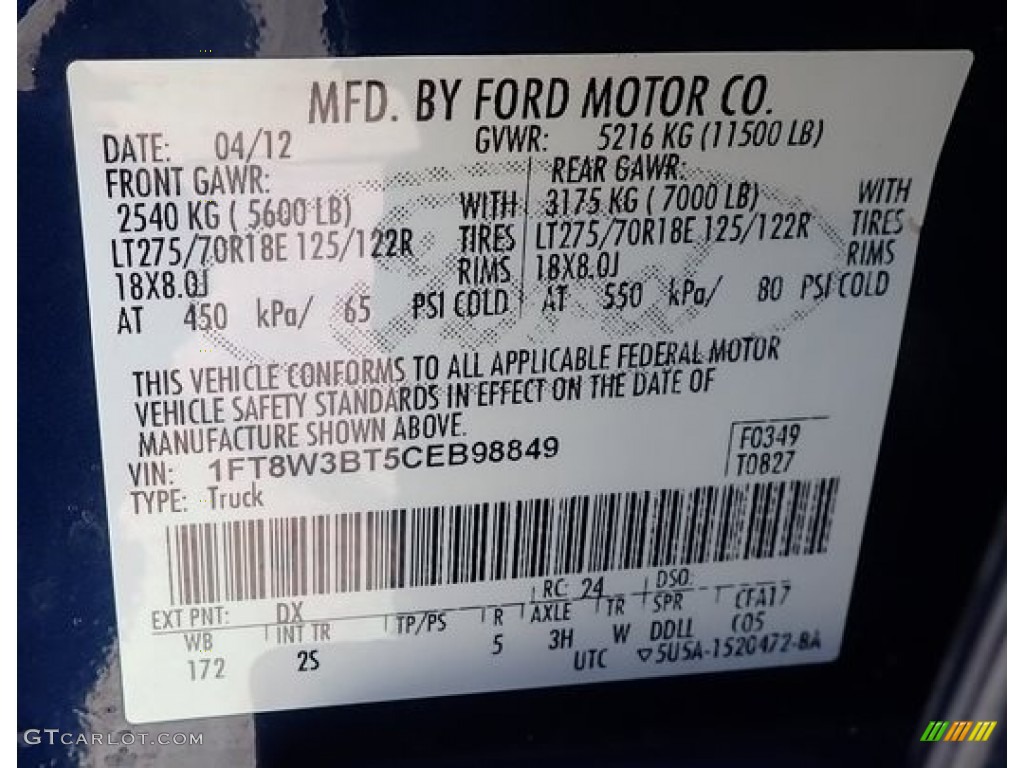 MFD. BY FORD MOTOR CO.
DATE: 04/12 GVWR: 5216 KG (11500 LB)
FRONT GAWR: REAR GAWR:
2540 KG ( 5600 LB) WITH 3175 KG ( 7000 LB) WITH
LT275/70R18E 125/122R TIRES LT275/70R18E 125/122R TIRES
18X8.0J RIMS 18X8.0J RIMS
AT 450 kPa/ 65 PSI COLD AT 550 kPa/ 80 PSI COLD
THIS VEHICLE CONFORMS TO ALL APPLICABLE FEDERAL MOTOR
VEHICLE SAFETY STANDARDS IN EFFECT ON THE DATE OF
MANUFACTURE SHOWN ABOVE.
VIN: 1FT8W3BT5CEB98849 F0349
TYPE: Truck T0827
EXT PNT: DX RC: 24 DSO:
WB INT TR TP/PS R AXLE TR SPR CFA17
172 2S 5 3H W DDLL C05
UTC ▽5U5A-1520472-BA
GTCARLOT.COM